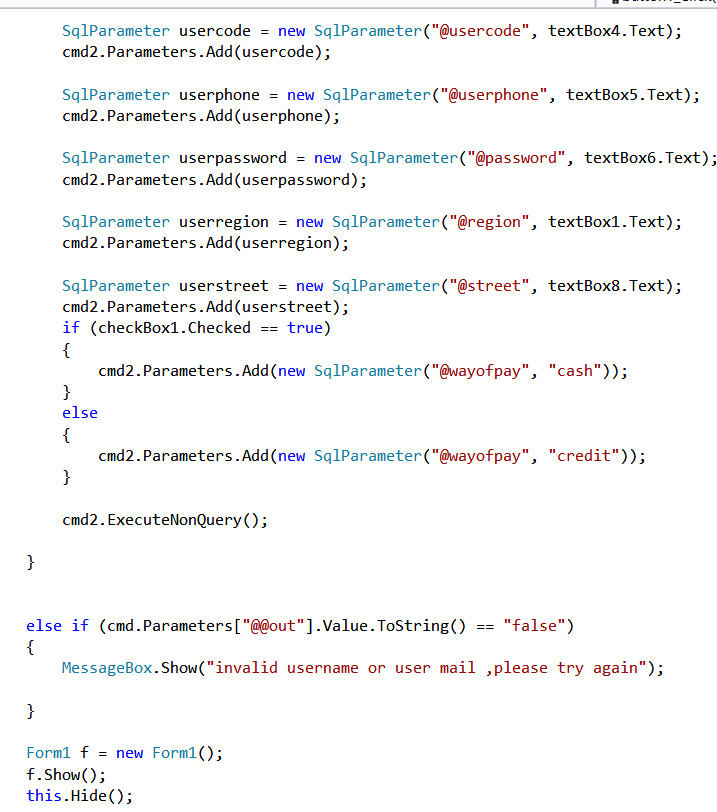 SqlParameter usercode = new SqlParameter("@usercode", textBox4.Text);
cmd2.Parameters.Add(usercode);
SqlParameter userphone = new SqlParameter("@userphone", textBox5.Text);
cmd2.Parameters.Add(userphone);
SqlParameter userpassword = new SqlParameter("@password", textBox6.Text);
cmd2.Parameters.Add(userpassword);
SqlParameter userregion = new SqlParameter("@region", textBox1.Text);
cmd2.Parameters.Add(userregion);
SqlParameter userstreet = new SqlParameter("@street", textBox8.Text);
cmd2.Parameters.Add(userstreet);
if (checkBox1.Checked == true)
{
cmd2.Parameters.Add(new SqlParameter("@wayofpay", "cash"));
}
else
{
cmd2.Parameters.Add(new SqlParameter("@wayofpay", "credit"));
}
cmd2.ExecuteNonQuery();
}
else if (cmd.Parameters["@@out"].Value.ToString() == "false")
{
MessageBox.Show("invalid username or user mail ,please try again");
}
Form1 f = new Form1();
f.Show();
this.Hide();